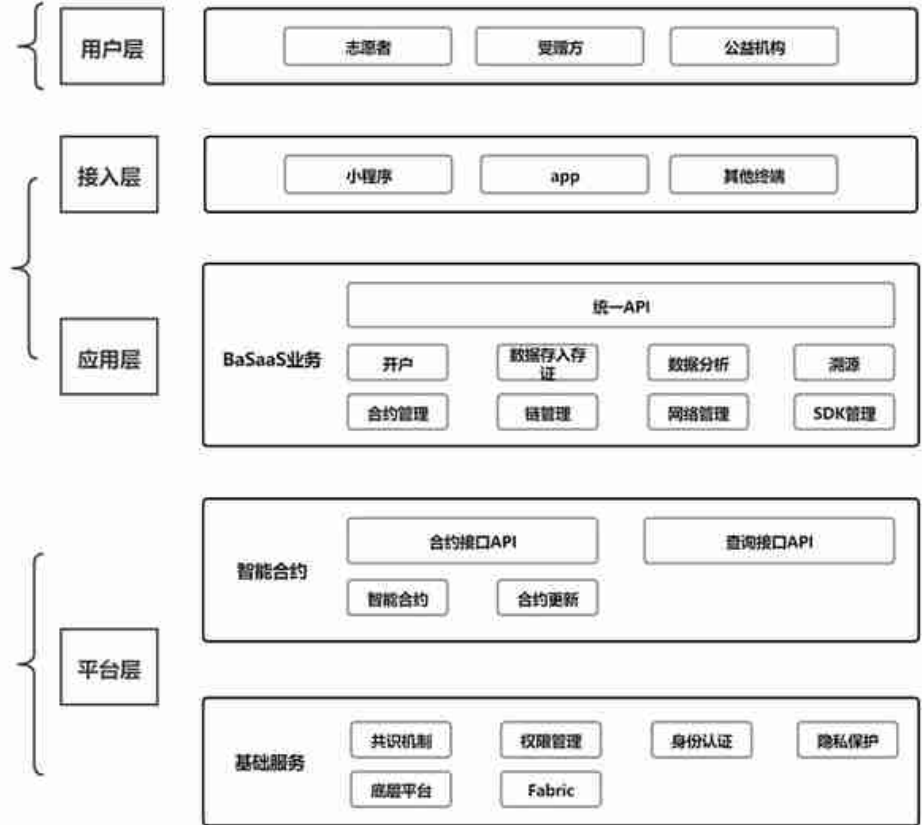 用户层
志愿者
受赠方
公益机构
接入层
小程序
app
其他终端
应用层
BaSaaS业务
统一API
开户
数据存入存
证
数据分析
溯源
合约管理
链管理
网络管理
SDK管理
平台层
智能合约
合约接口API
查询接口API
智能合约
合约更新
基础服务
共识机制
权限管理
身份认证
隐私保护
底层平台
Fabric